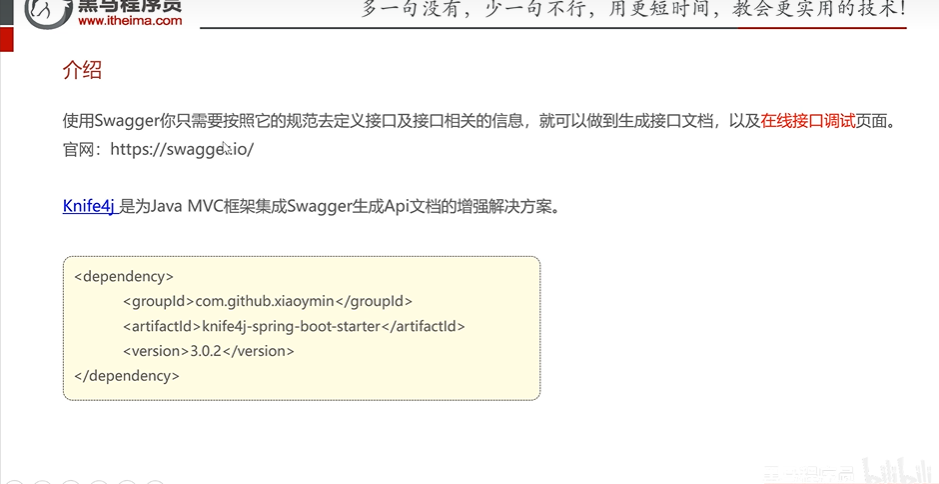 黑马程序员
www.itheima.com
多一句没有，少一句不行，用更短时间，教会更实用的技术！
介绍
使用Swagger你只需要按照它的规范去定义接口及接口相关的信息，就可以做到生成接口文档，以及在线接口调试页面。
官网：https://swagger.io/
Knife4j 是为Java MVC框架集成Swagger生成Api文档的增强解决方案。
<dependency>
<groupId>com.github.xiaoymin</groupId>
<artifactId>knife4j-spring-boot-starter</artifactId>
<version>3.0.2</version>
</dependency>
bilibili